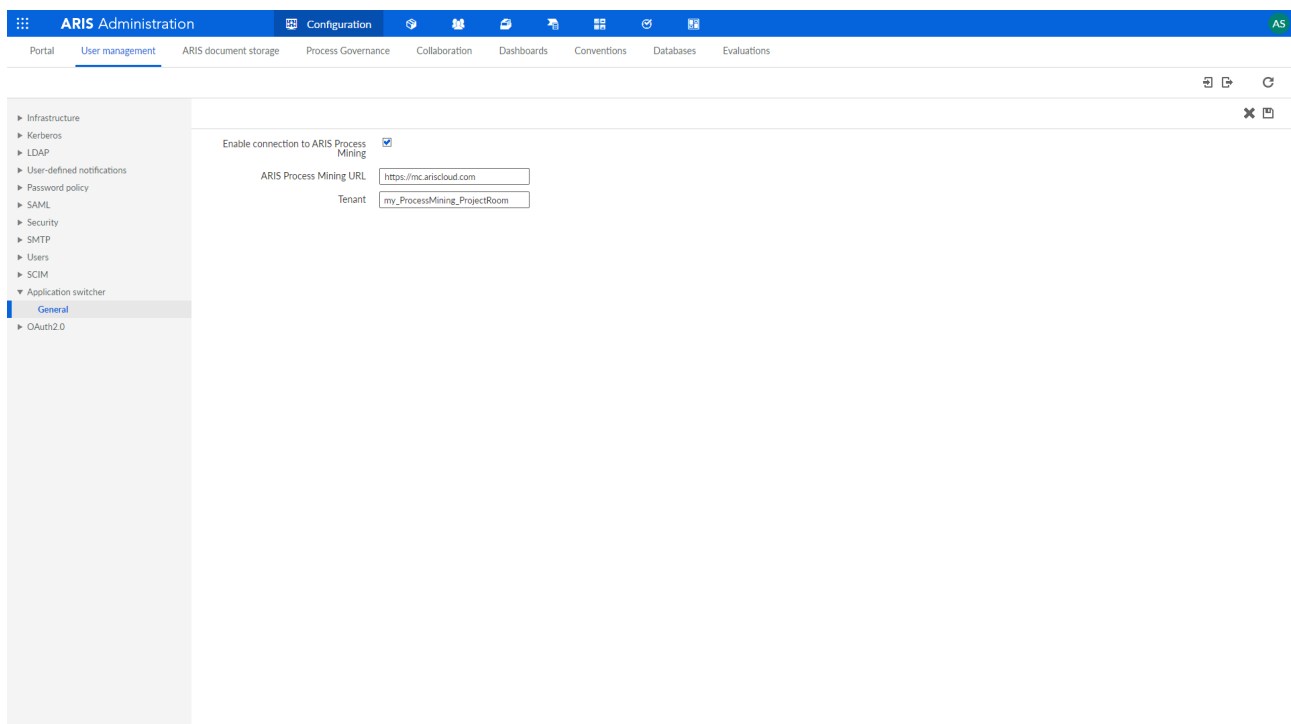 ARIS Administration
Configuration
AS
Portal User management ARIS document storage Process Governance Collaboration Dashboards Conventions Databases Evaluations
Infrastructure
Kerberos
LDAP
User-defined notifications
Password policy
SAML
Security
SMTP
Users
SCIM
Application switcher
General
OAuth2.0
Enable connection to ARIS Process
Mining
ARIS Process Mining URL https://mc.ariscloud.com
Tenant my_ProcessMining_ProjectRoom